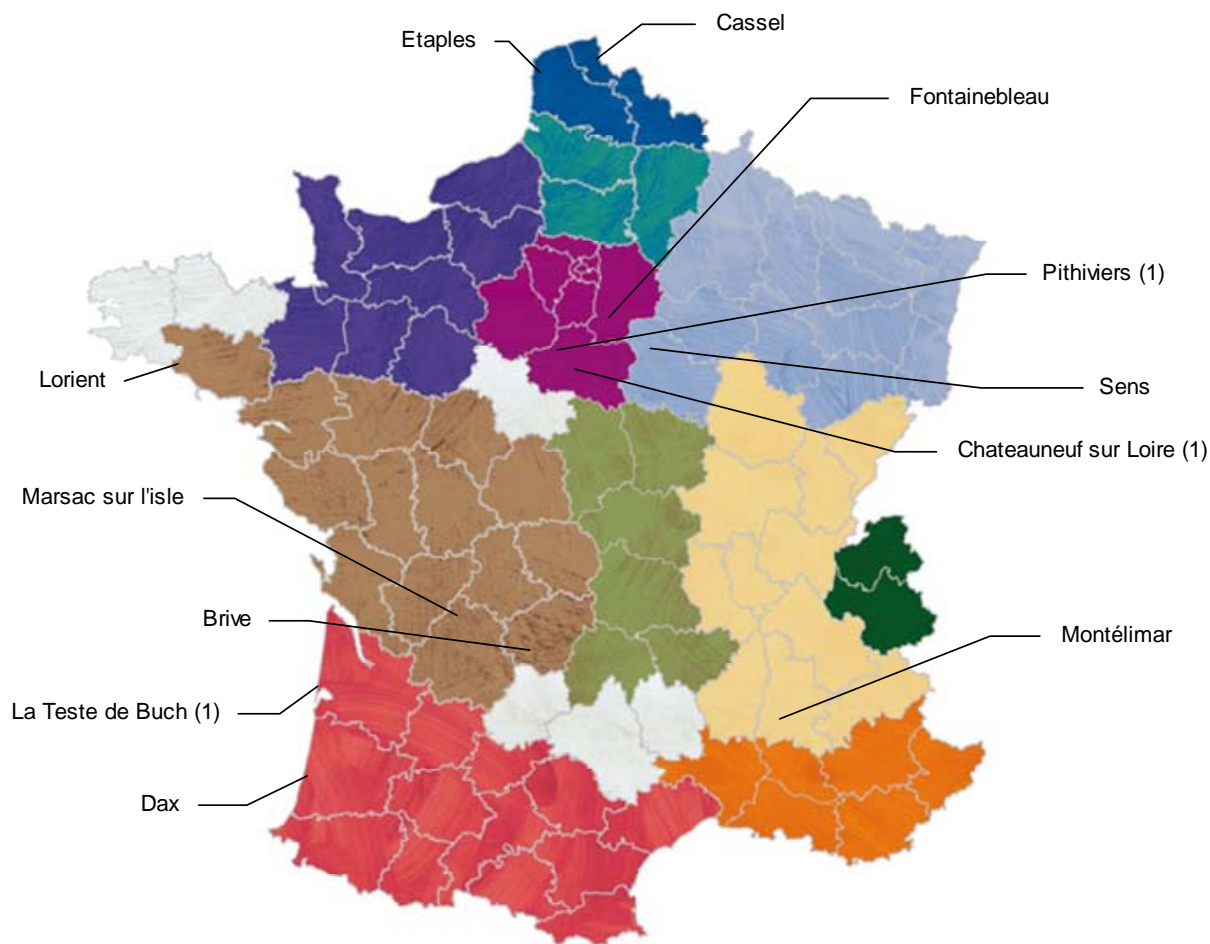 Cassel
Etaples
Fontainebleau
Pithiviers (1)
Lorient
Sens
Chateauneuf sur Loire (1)
Marsac sur l'isle
Brive
Montélimar
La Teste de Buch (1)
Dax